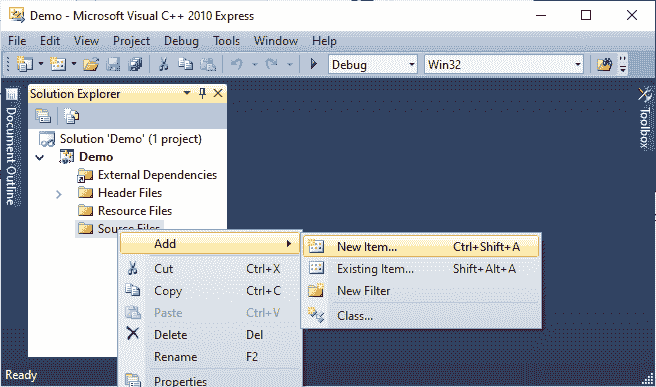 Demo - Microsoft Visual C++ 2010 Express
File Edit View Project Debug Tools Window Help
Debug Win32
Document Outline
Solution Explorer
Toolbox
Solution 'Demo' (1 project)
Demo
External Dependencies
Header Files
Resource Files
Source Files
Add
New Item... Ctrl+Shift+A
Cut Ctrl+X
Existing Item... Shift+Alt+A
Copy Ctrl+C
New Filter
Paste Ctrl+V
Class...
Delete Del
Rename F2
Properties
Ready